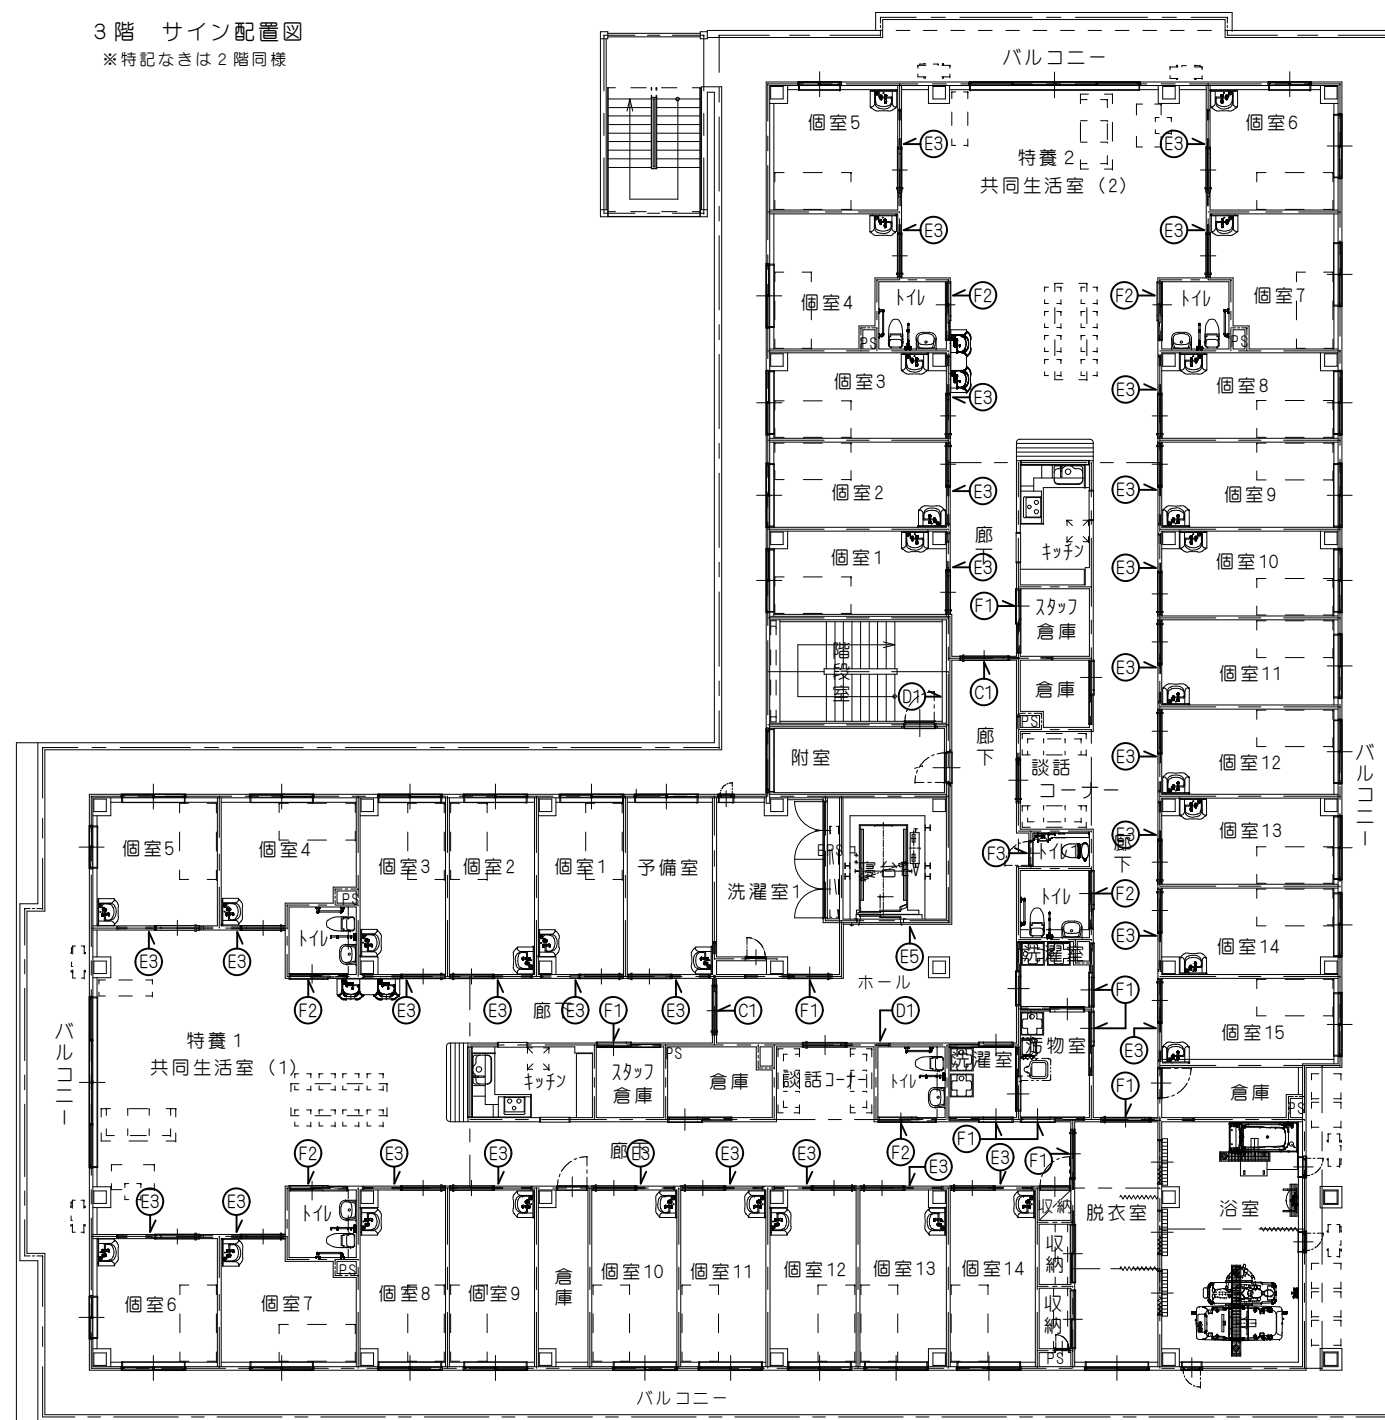 3階 サイン配置図
※特記なきは2階同様
バルコニー
個室5
個室6
E3
E3
特養2
共同生活室 (2)
E3
E3
個室4
トイレ
F2
F2
トイレ
個室7
PS
PS
個室3
個室8
E3
E3
個室2
E3
E3
個室9
廊下
キッチン
個室1
E3
E3
個室10
F1
スタッフ
倉庫
階段室
E3
個室11
D1
C1
倉庫
PS
廊下
附室
談話
コーナー
E3
個室12
バルコニー
個室5
個室4
個室3
個室2
個室1
予備室
洗濯室1
EPS
寝台
E3
個室13
F3
トイレ1
廊下
PS
トイレ
F2
トイレ
E3
個室14
E3
E3
E5
洗濯室
ホール
F2
E3
E3
廊下
E3
E3
C1
F1
F1
F1
D1
個室15
バルコニー
特養1
共同生活室 (1)
キッチン
スタッフ
倉庫
PS
倉庫
談話コーナー
トイレ
洗濯室
汚物室
E3
倉庫
PS
F1
F2
E3
E3
廊下
E3
E3
E3
F2
E3
F1
E3
F1
E3
E3
トイレ
収納
脱衣室
浴室
PS
個室6
個室7
個室8
個室9
倉庫
個室10
個室11
個室12
個室13
個室14
収納
収納
PS
バルコニー